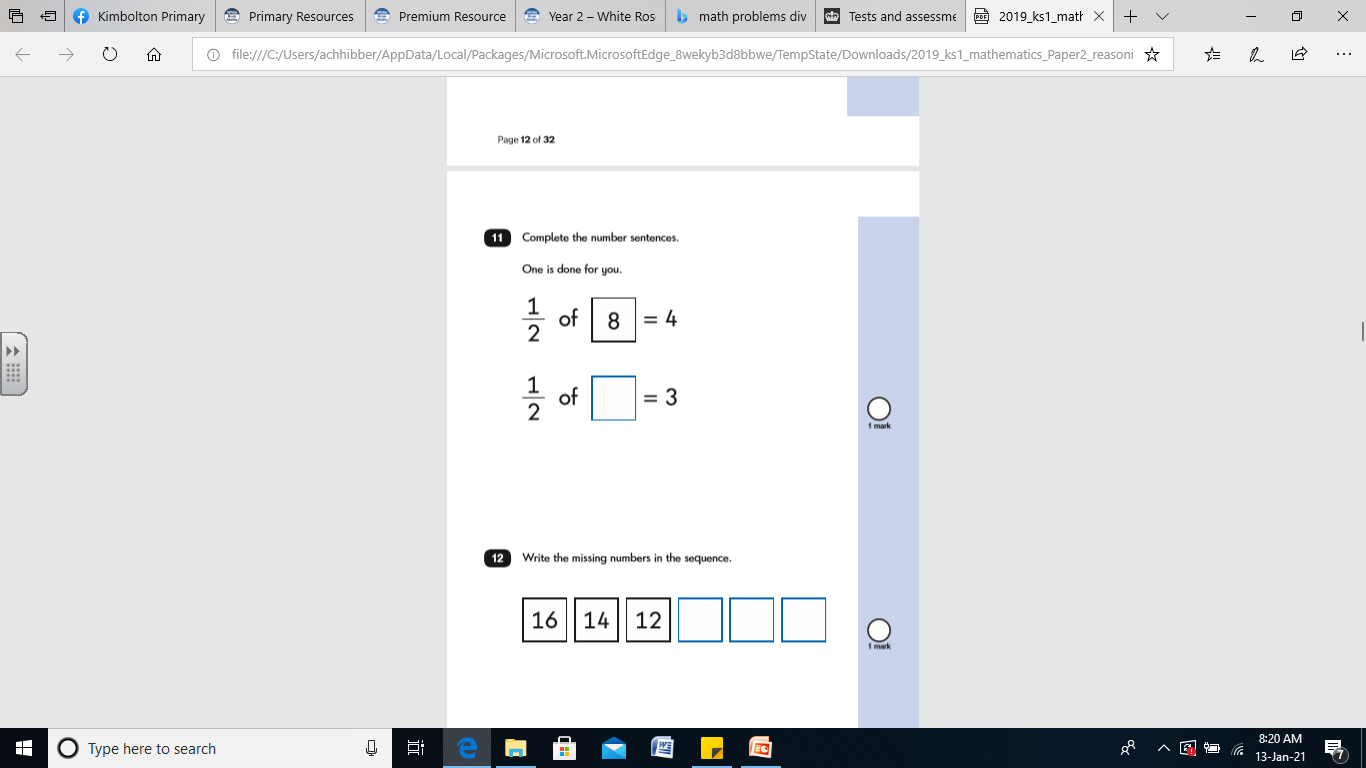 Kimbolton Primary
Primary Resources
Premium Resource
Year 2 – White Ros
math problems div
Tests and assessme
2019_ks1_math
file:///C:/Users/achhibber/AppData/Local/Packages/Microsoft.MicrosoftEdge_8wekyb3d8bbwe/TempState/Downloads/2019_ks1_mathematics_Paper2_reasoni
Page 12 of 32
11 Complete the number sentences.
One is done for you.
1/2 of 8 = 4
1/2 of = 3
1 mark
12 Write the missing numbers in the sequence.
16 14 12
1 mark
Type here to search
8:20 AM
13-Jan-21
7